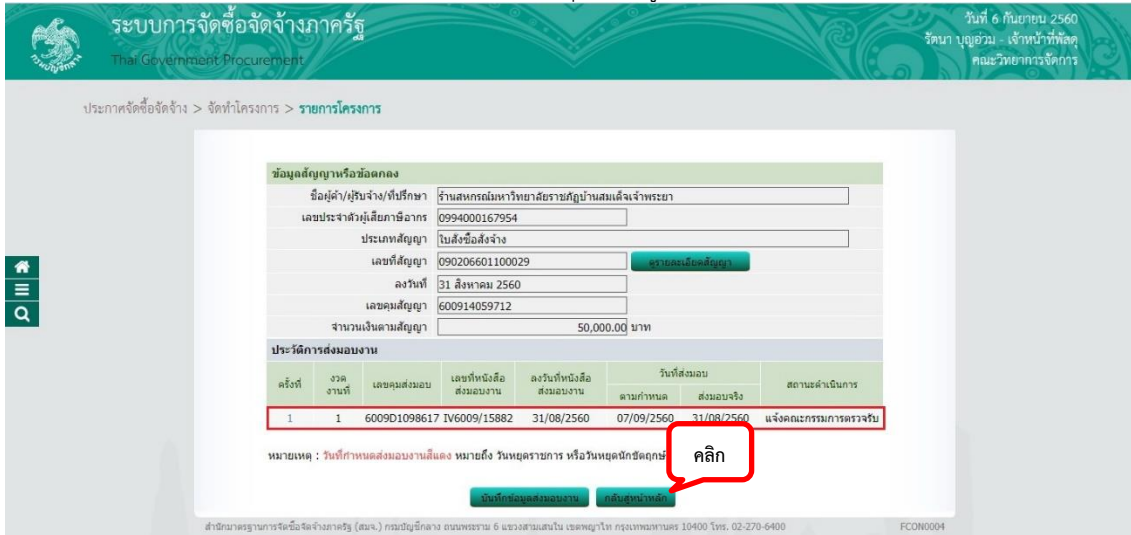 ระบบการจัดซื้อจัดจ้างภาครัฐ
Thai Government Procurement
วันที่ 6 กันยายน 2560
รัตนา บุญอ่วม - เจ้าหน้าที่พัสดุ
คณะวิทยาการจัดการ
ประกาศจัดซื้อจัดจ้าง > จัดทำโครงการ > รายการโครงการ
ข้อมูลสัญญาหรือข้อตกลง
ชื่อผู้ค้า/ผู้รับจ้าง/ที่ปรึกษา ร้านสหกรณ์มหาวิทยาลัยราชภัฏบ้านสมเด็จเจ้าพระยา
เลขประจำตัวผู้เสียภาษีอากร 0994000167954
ประเภทสัญญา ใบสั่งซื้อสั่งจ้าง
เลขที่สัญญา 090206601100029 ดูรายละเอียดสัญญา
ลงวันที่ 31 สิงหาคม 2560
เลขคุมสัญญา 600914059712
จำนวนเงินตามสัญญา 50,000.00 บาท
ประวัติการส่งมอบงาน
ครั้งที่ งวดงานที่ เลขคุมส่งมอบ เลขที่หนังสือส่งมอบงาน ลงวันที่หนังสือส่งมอบงาน วันที่ส่งมอบ สถานะดำเนินการ
ตามกำหนด ส่งมอบจริง
1 1 6009D1098617 IV6009/15882 31/08/2560 07/09/2560 31/08/2560 แจ้งคณะกรรมการตรวจรับ
หมายเหตุ : วันที่กำหนดส่งมอบงานสีแดง หมายถึง วันหยุดราชการ หรือวันหยุดนักขัตฤกษ์
คลิก
บันทึกข้อมูลส่งมอบงาน กลับสู่หน้าหลัก
สำนักมาตรฐานการจัดซื้อจัดจ้างภาครัฐ (สมจ.) กรมบัญชีกลาง ถนนพระราม 6 แขวงสามเสนใน เขตพญาไท กรุงเทพมหานคร 10400 โทร. 02-270-6400
FCON0004